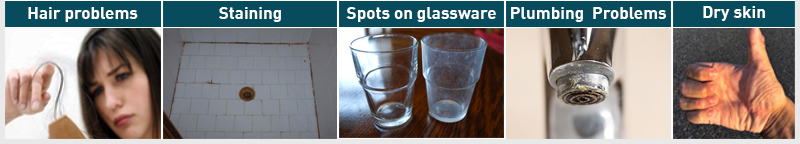 Hair problems
Staining
Spots on glassware
Plumbing Problems
Dry skin